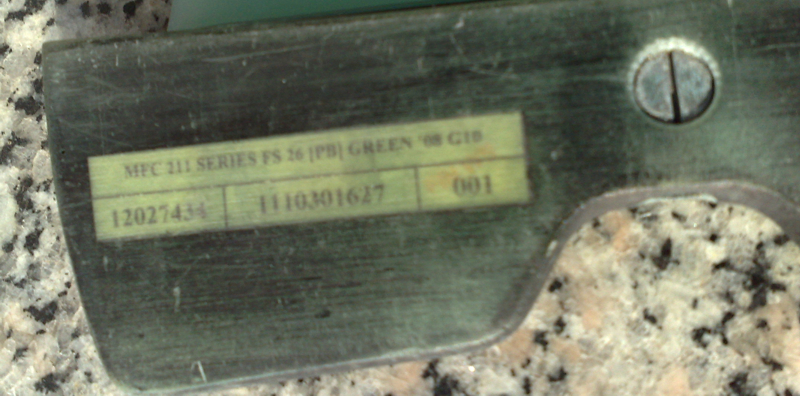 MFC 211 SERIES FS 26 [PB] GREEN '08 G10
12027434 1110301627 001